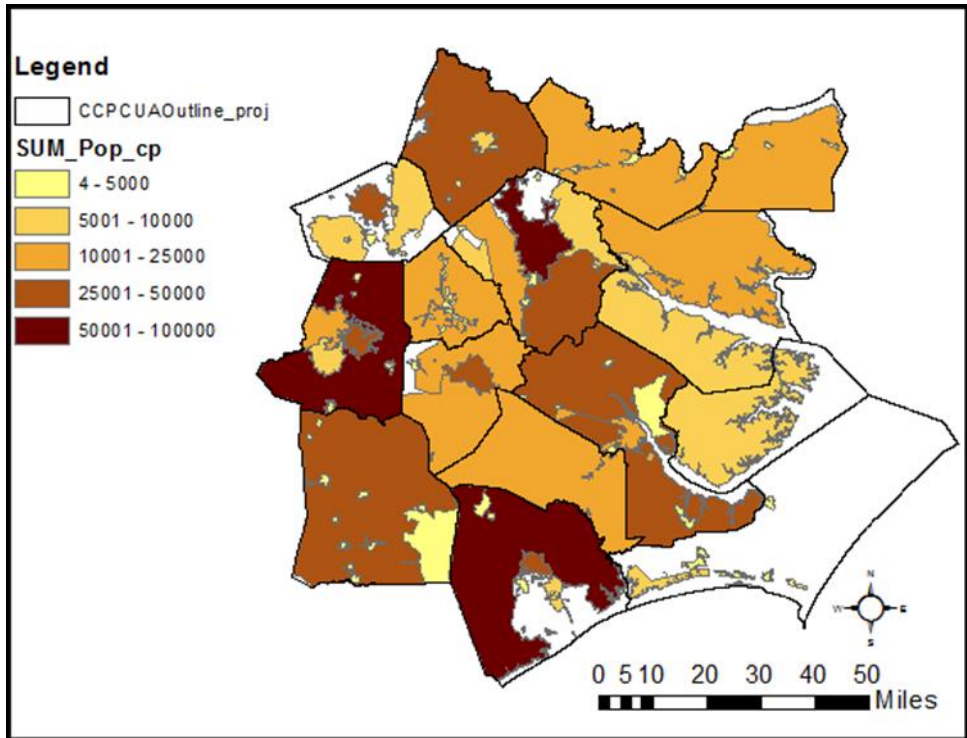 Legend
CCPCUAOutline_proj
SUM_Pop_cp
4 - 5000
5001 - 10000
10001 - 25000
25001 - 50000
50001 - 100000
N
W
E
S
0 5 10 20 30 40 50
Miles